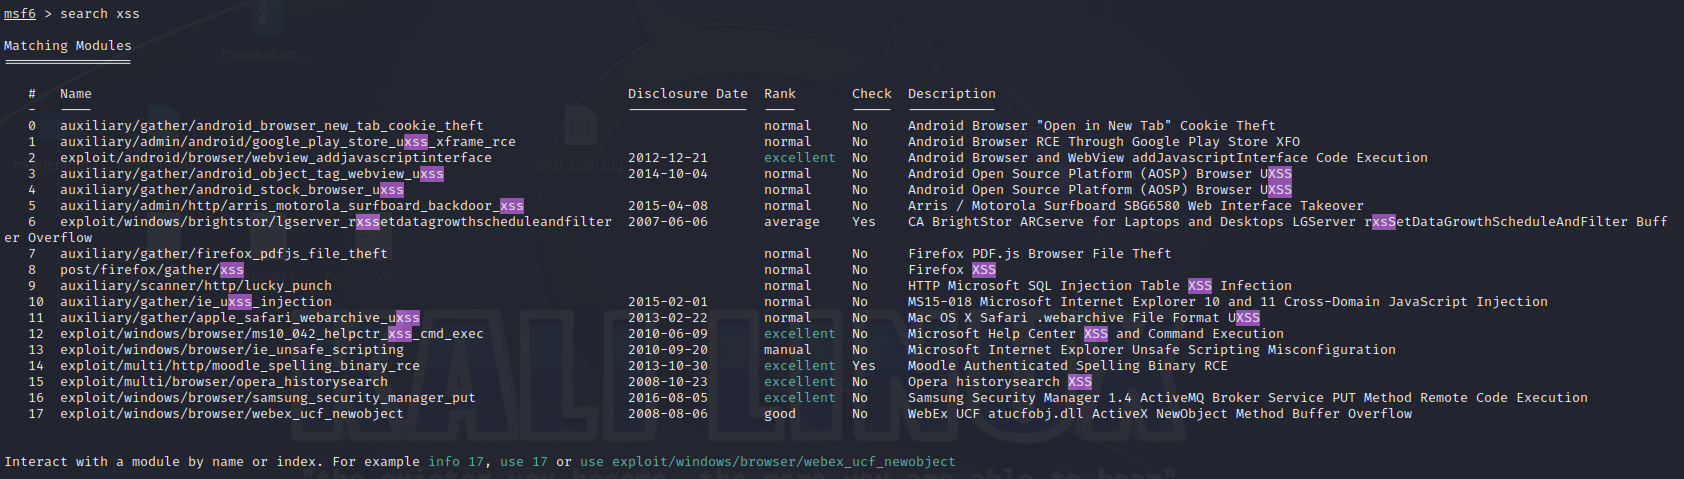 msf6 > search xss
Matching Modules
================
# Name Disclosure Date Rank Check Description
- ---- --------------- ---- ----- -----------
0 auxiliary/gather/android_browser_new_tab_cookie_theft normal No Android Browser "Open in New Tab" Cookie Theft
1 auxiliary/admin/android/google_play_store_uxss_xframe_rce normal No Android Browser RCE Through Google Play Store XFO
2 exploit/android/browser/webview_addjavascriptinterface 2012-12-21 excellent No Android Browser and WebView addJavascriptInterface Code Execution
3 auxiliary/gather/android_object_tag_webview_uxss 2014-10-04 normal No Android Open Source Platform (AOSP) Browser UXSS
4 auxiliary/gather/android_stock_browser_uxss normal No Android Open Source Platform (AOSP) Browser UXSS
5 auxiliary/admin/http/arris_motorola_surfboard_backdoor_xss 2015-04-08 normal No Arris / Motorola Surfboard SBG6580 Web Interface Takeover
6 exploit/windows/brightstor/lgserver_rxssetdatagrowthscheduleandfilter 2007-06-06 average Yes CA BrightStor ARCserve for Laptops and Desktops LGServer rxsSetDataGrowthScheduleAndFilter Buff
er Overflow
7 auxiliary/gather/firefox_pdfjs_file_theft normal No Firefox PDF.js Browser File Theft
8 post/firefox/gather/xss normal No Firefox XSS
9 auxiliary/scanner/http/lucky_punch normal No HTTP Microsoft SQL Injection Table XSS Infection
10 auxiliary/gather/ie_uxss_injection 2015-02-01 normal No MS15-018 Microsoft Internet Explorer 10 and 11 Cross-Domain JavaScript Injection
11 auxiliary/gather/apple_safari_webarchive_uxss 2013-02-22 normal No Mac OS X Safari .webarchive File Format UXSS
12 exploit/windows/browser/ms10_042_helpctr_xss_cmd_exec 2010-06-09 excellent No Microsoft Help Center XSS and Command Execution
13 exploit/windows/browser/ie_unsafe_scripting 2010-09-20 manual No Microsoft Internet Explorer Unsafe Scripting Misconfiguration
14 exploit/multi/http/moodle_spelling_binary_rce 2013-10-30 excellent Yes Moodle Authenticated Spelling Binary RCE
15 exploit/multi/browser/opera_historysearch 2008-10-23 excellent No Opera historysearch XSS
16 exploit/windows/browser/samsung_security_manager_put 2016-08-05 excellent No Samsung Security Manager 1.4 ActiveMQ Broker Service PUT Method Remote Code Execution
17 exploit/windows/browser/webex_ucf_newobject 2008-08-06 good No WebEx UCF atucfobj.dll ActiveX NewObject Method Buffer Overflow
Interact with a module by name or index. For example info 17, use 17 or use exploit/windows/browser/webex_ucf_newobject
momentum...
dirb_scan.log
KALI LINUX